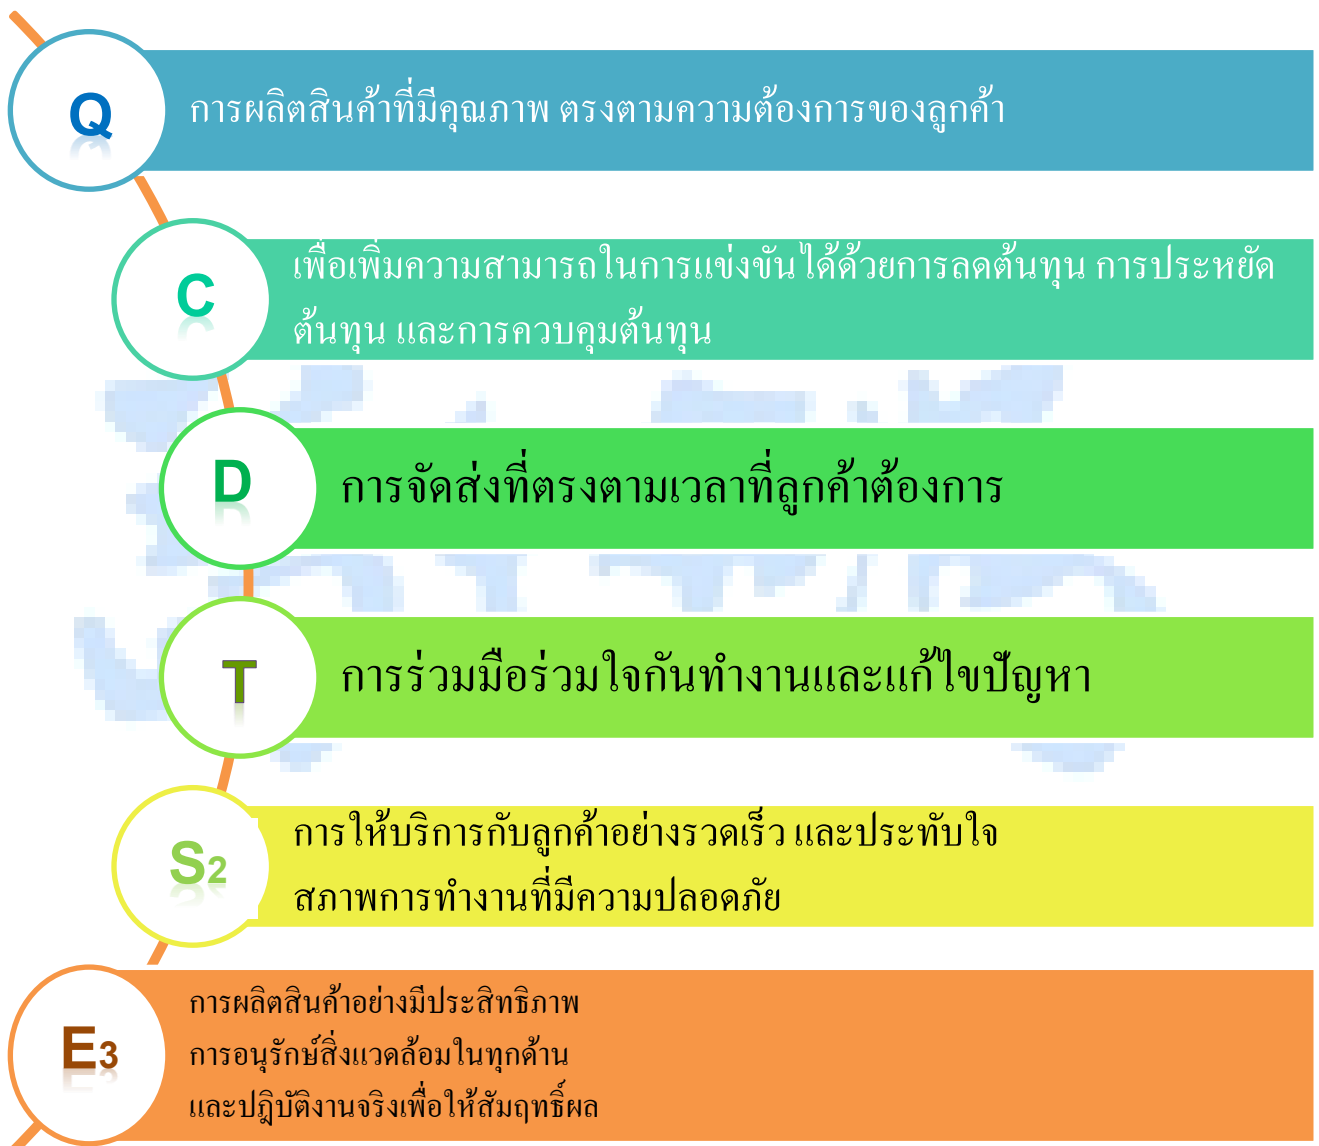 Q
การผลิตสินค้าที่มีคุณภาพ ตรงตามความต้องการของลูกค้า
C
เพื่อเพิ่มความสามารถในการแข่งขันได้ด้วยการลดต้นทุน การประหยัด
ต้นทุน และการควบคุมต้นทุน
D
การจัดส่งที่ตรงตามเวลาที่ลูกค้าต้องการ
T
การร่วมมือร่วมใจกันทำงานและแก้ไขปัญหา
S2
การให้บริการกับลูกค้าอย่างรวดเร็ว และประทับใจ
สภาพการทำงานที่มีความปลอดภัย
E3
การผลิตสินค้าอย่างมีประสิทธิภาพ
การอนุรักษ์สิ่งแวดล้อมในทุกด้าน
และปฎิบัติงานจริงเพื่อให้สัมฤทธิ์ผล